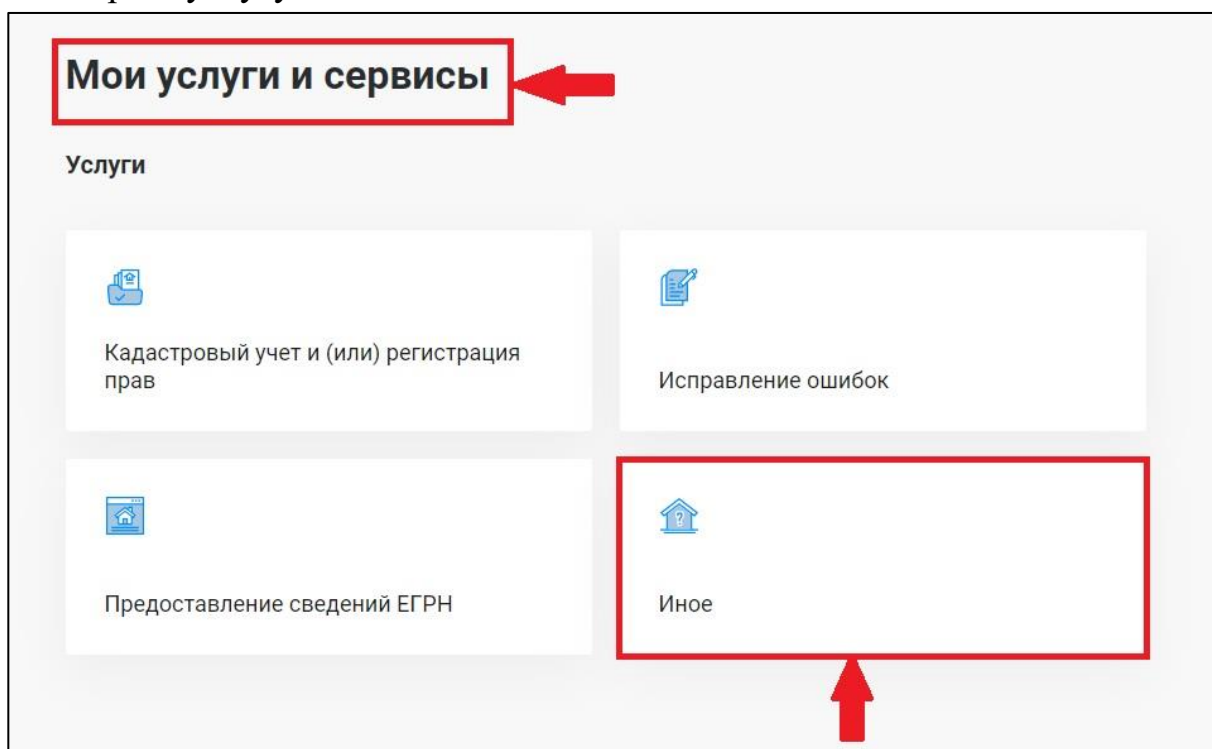 Мои услуги и сервисы
Услуги
Кадастровый учет и (или) регистрация
прав
Исправление ошибок
Предоставление сведений ЕГРН
Иное